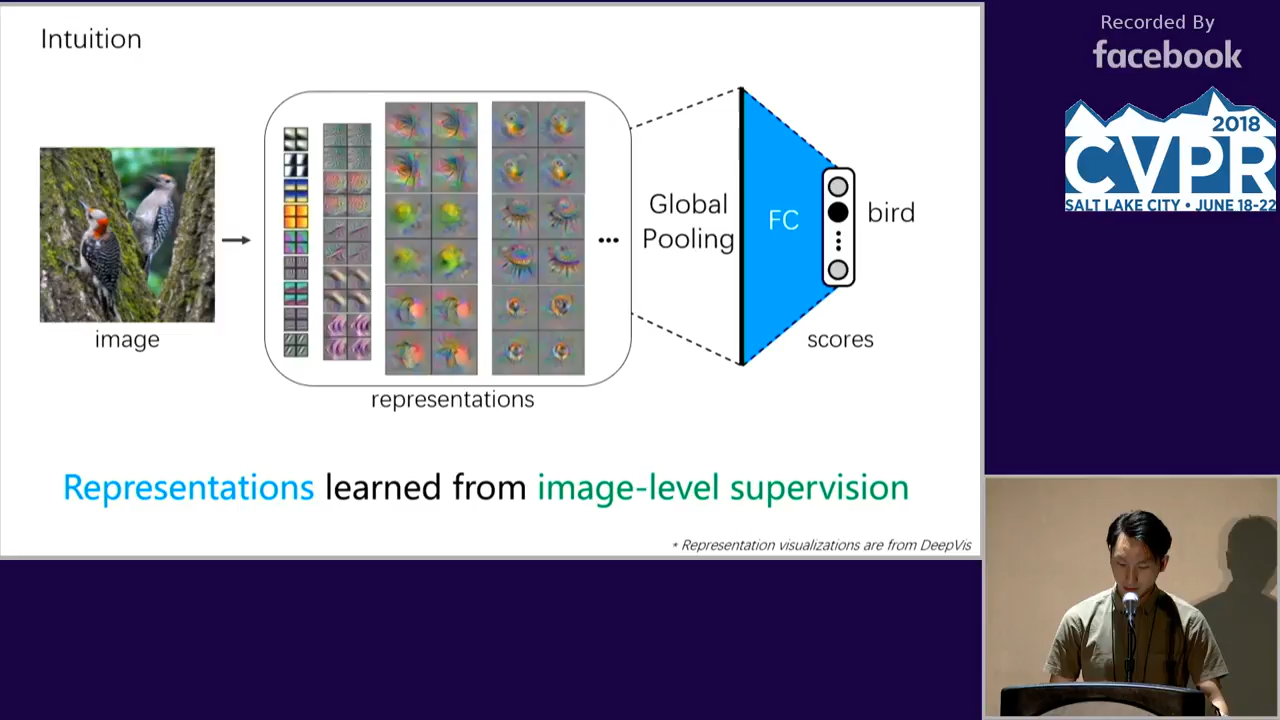 Intuition
image
representations
...
Global
Pooling
FC
bird
scores
Representations learned from image-level supervision
* Representation visualizations are from DeepVis
Recorded By
facebook
2018
CVPR
SALT LAKE CITY • JUNE 18-22